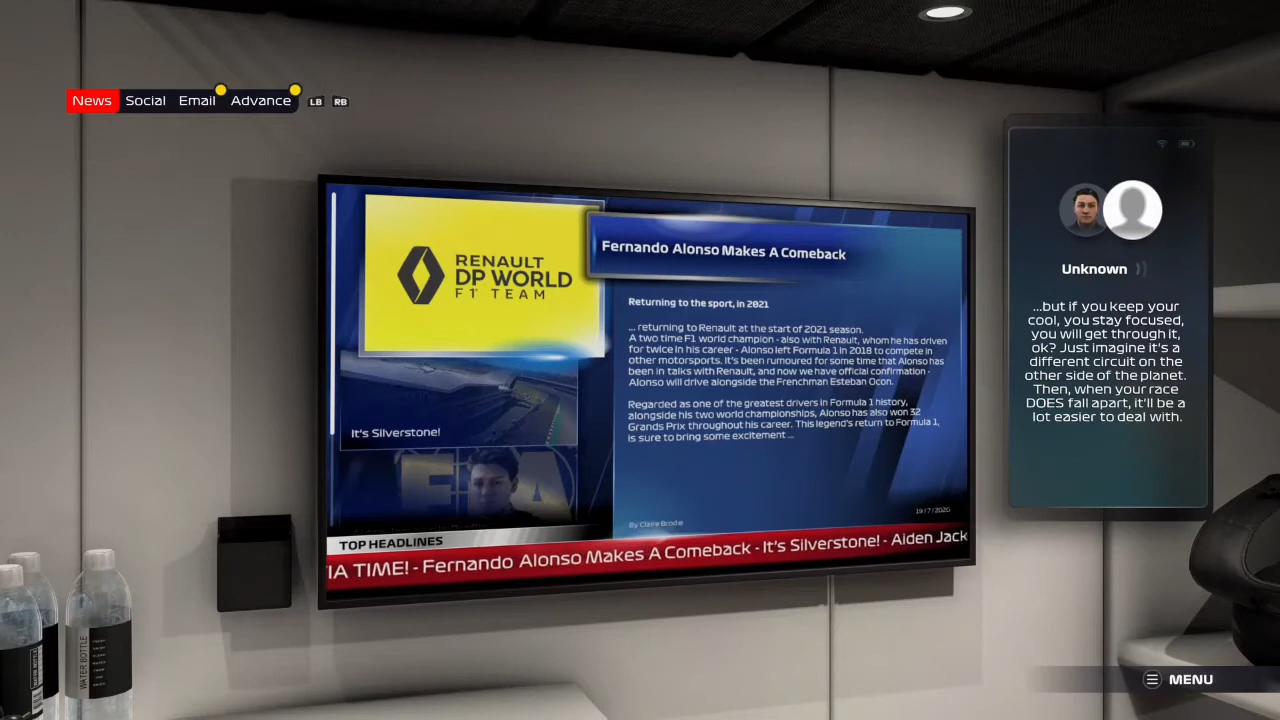 News Social Email Advance LB RB
RENAULT
DP WORLD
F1 TEAM
Fernando Alonso Makes A Comeback
Returning to the sport, in 2021
... returning to Renault at the start of 2021 season.
A two time F1 world champion - also with Renault, whom he has driven
for twice in his career - Alonso left Formula 1 in 2018 to compete in
other motorsports. It's been rumoured for some time that Alonso has
been in talks with Renault, and now we have official confirmation -
Alonso will drive alongside the Frenchman Esteban Ocon.
Regarded as one of the greatest drivers in Formula 1 history,
alongside his two world championships, Alonso has also won 32
Grands Prix throughout his career. This legend's return to Formula 1,
is sure to bring some excitement ...
By Claire Brodie
19/7/2020
It's Silverstone!
FIA
TOP HEADLINES
IA TIME! - Fernando Alonso Makes A Comeback - It's Silverstone! - Aiden Jack
Unknown
...but if you keep your
cool, you stay focused,
you will get through it,
ok? Just imagine it's a
different circuit on the
other side of the planet.
Then, when your race
DOES fall apart, it'll be a
lot easier to deal with.
WATER BOTTLE
WATER BOTTLE
MENU